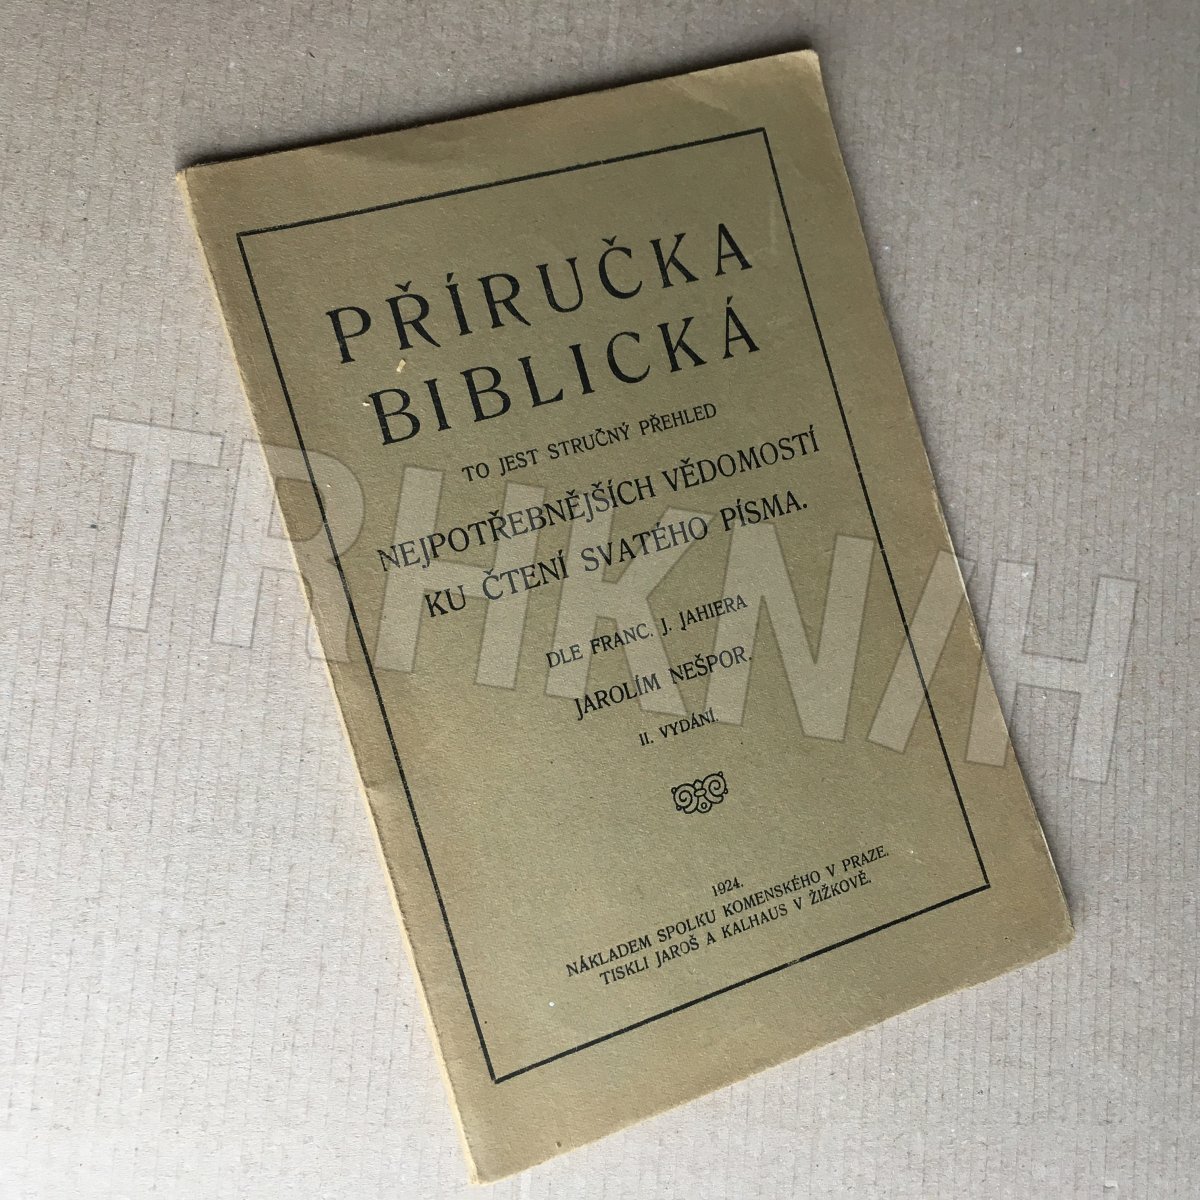 PŘÍRUČKA
BIBLICKÁ
TO JEST STRUČNÝ PŘEHLED
NEJPOTŘEBNĚJŠÍCH VĚDOMOSTÍ
KU ČTENÍ SVATÉHO PÍSMA.
DLE FRANC. J. JAHIERA
JAROLÍM NEŠPOR.
II. VYDÁNÍ.
1924.
NÁKLADEM SPOLKU KOMENSKÉHO V PRAZE.
TISKLI JAROŠ A KALHAUS V ŽIŽKOVĚ.
TRHKNIH